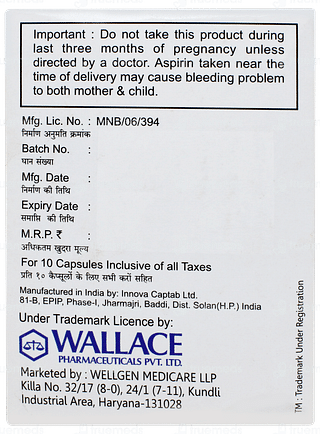 Important : Do not take this product during
last three months of pregnancy unless
directed by a doctor. Aspirin taken near the
time of delivery may cause bleeding problem
to both mother & child.
Mfg. Lic. No. : MNB/06/394
निर्माण अनुमति क्रमांक
Batch No. :
घान संख्या
Mfg. Date :
निर्माण की तिथि
Expiry Date :
समाप्ति की तिथि
M.R.P. ₹ :
अधिकतम खुदरा मूल्य
For 10 Capsules Inclusive of all Taxes
प्रति १० कैप्सूलों के लिए सभी करों सहित
Manufactured in India by: Innova Captab Ltd.
81-B, EPIP, Phase-I, Jharmajri, Baddi, Dist. Solan(H.P.) India
Under Trademark Licence by:
WALLACE
PHARMACEUTICALS PVT. LTD.
Marketed by : WELLGEN MEDICARE LLP
Killa No. 32/17 (8-0), 24/1 (7-11), Kundli
Industrial Area, Haryana-131028
TM : Trademark Under Registration